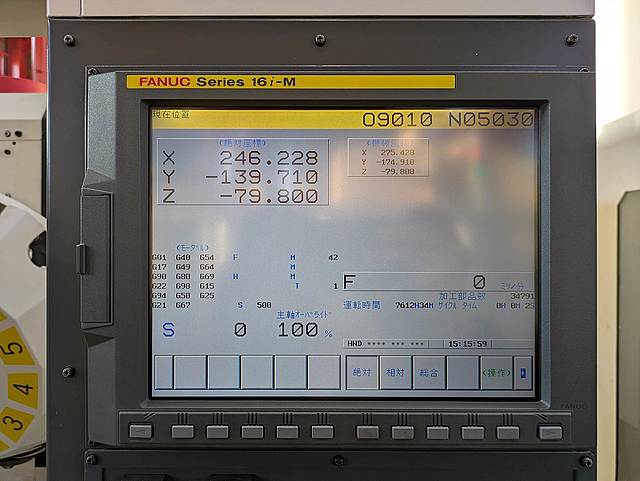 FANUC Series 16i-M
現在位置 O9010 N05030
(絶対座標)
X 246.228
Y -139.710
Z -79.800
(機械座標)
X 275.428
Y -174.910
Z -79.800
(モーダル)
G01 G40 G54 F M 42
G17 G49 G64 M
G90 G80 G69 H M
G22 G98 G15 T 1
G94 G50 G25
G21 G67 S 500
F 0 ミリ/分
加工部品数 34791
運転時間 7612H34M サイクル タイム 0H 0M 2S
主軸オーバライド
S 0 100 %
HND **** *** *** 15:15:59
絶対 相対 総合 (操作)
FANUC
5
4
3